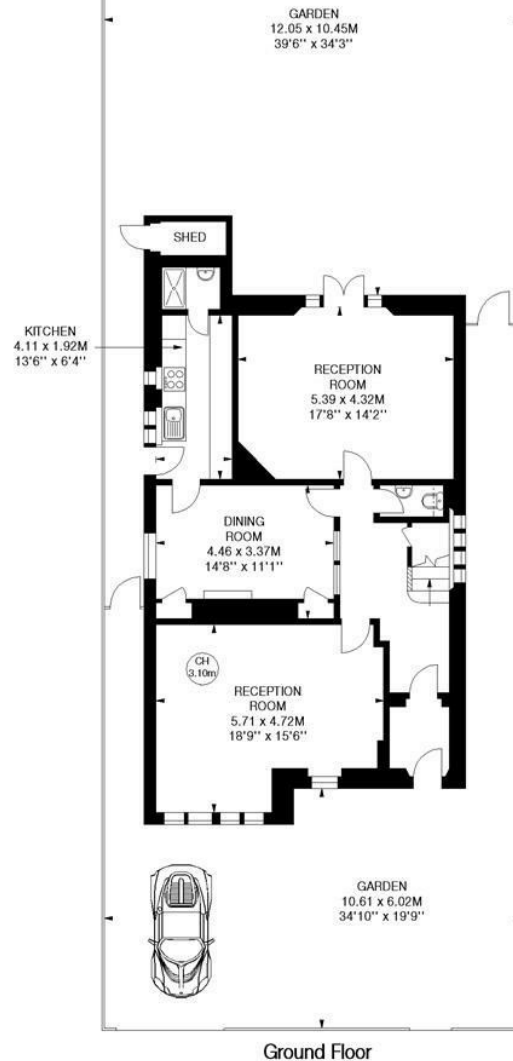 GARDEN
12.05 x 10.45M
39'6'' x 34'3''
SHED
KITCHEN
4.11 x 1.92M
13'6'' x 6'4''
RECEPTION
ROOM
5.39 x 4.32M
17'8'' x 14'2''
DINING
ROOM
4.46 x 3.37M
14'8'' x 11'1''
CH
3.10m
RECEPTION
ROOM
5.71 x 4.72M
18'9'' x 15'6''
GARDEN
10.61 x 6.02M
34'10'' x 19'9''
Ground Floor